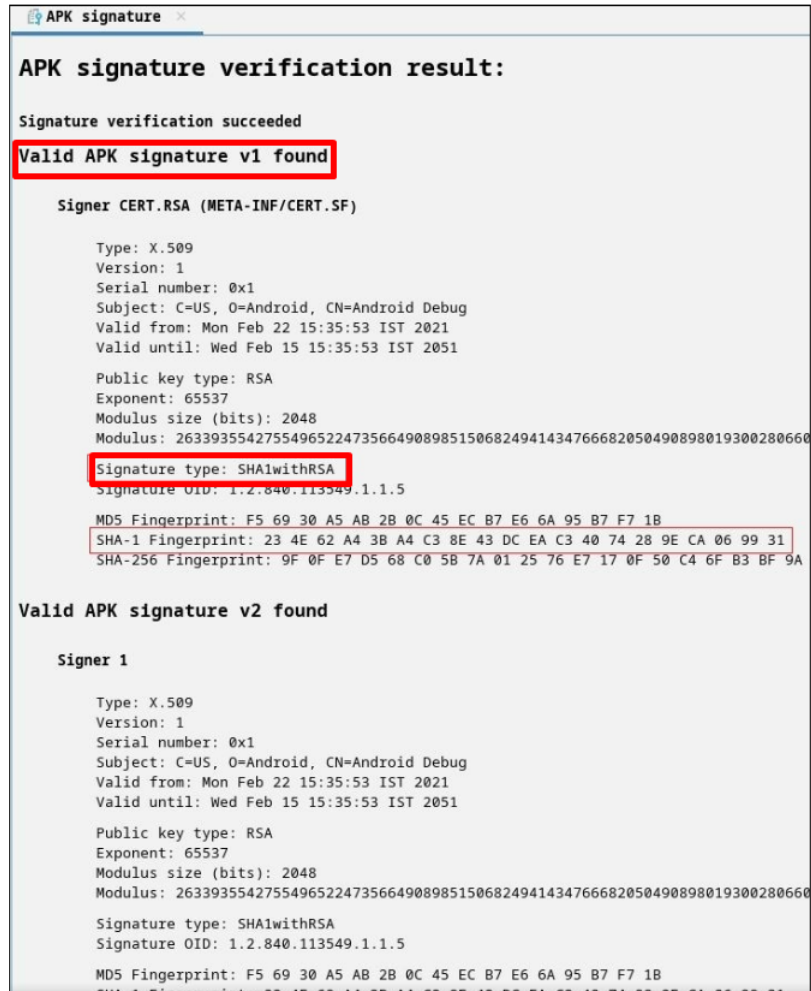 APK signature
APK signature verification result:
Signature verification succeeded
Valid APK signature v1 found
Signer CERT.RSA (META-INF/CERT.SF)
Type: X.509
Version: 1
Serial number: 0x1
Subject: C=US, O=Android, CN=Android Debug
Valid from: Mon Feb 22 15:35:53 IST 2021
Valid until: Wed Feb 15 15:35:53 IST 2051
Public key type: RSA
Exponent: 65537
Modulus size (bits): 2048
Modulus: 263393554275549652247356649089851506824941434766682050490898019300280660
Signature type: SHA1withRSA
Signature OID: 1.2.840.113549.1.1.5
MD5 Fingerprint: F5 69 30 A5 AB 2B 0C 45 EC B7 E6 6A 95 B7 F7 1B
SHA-1 Fingerprint: 23 4E 62 A4 3B A4 C3 8E 43 DC EA C3 40 74 28 9E CA 06 99 31
SHA-256 Fingerprint: 9F 0F E7 D5 68 C0 5B 7A 01 25 76 E7 17 0F 50 C4 6F B3 BF 9A
Valid APK signature v2 found
Signer 1
Type: X.509
Version: 1
Serial number: 0x1
Subject: C=US, O=Android, CN=Android Debug
Valid from: Mon Feb 22 15:35:53 IST 2021
Valid until: Wed Feb 15 15:35:53 IST 2051
Public key type: RSA
Exponent: 65537
Modulus size (bits): 2048
Modulus: 263393554275549652247356649089851506824941434766682050490898019300280660
Signature type: SHA1withRSA
Signature OID: 1.2.840.113549.1.1.5
MD5 Fingerprint: F5 69 30 A5 AB 2B 0C 45 EC B7 E6 6A 95 B7 F7 1B